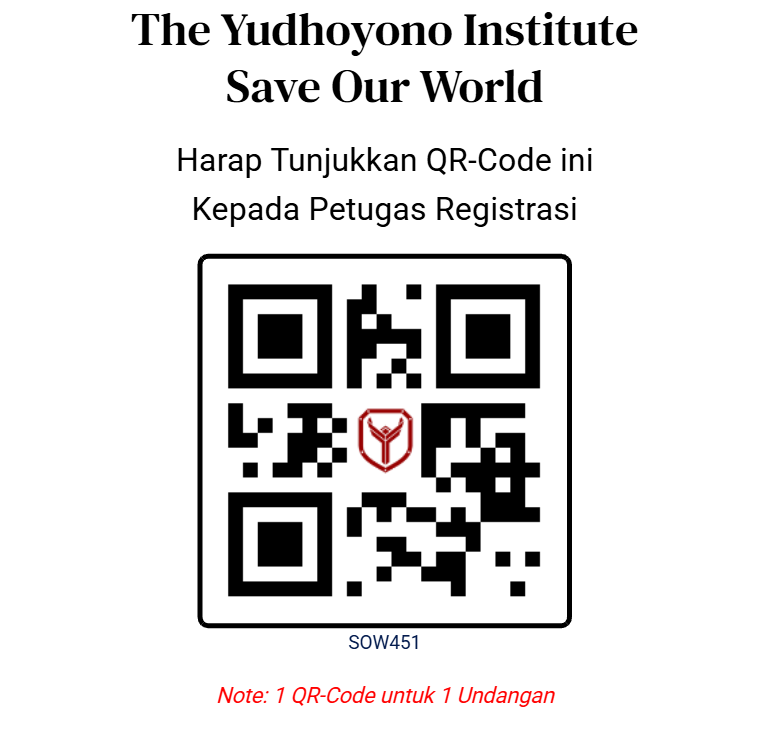 The Yudhoyono Institute
Save Our World
Harap Tunjukkan QR-Code ini
Kepada Petugas Registrasi
SOW451
Note: 1 QR-Code untuk 1 Undangan